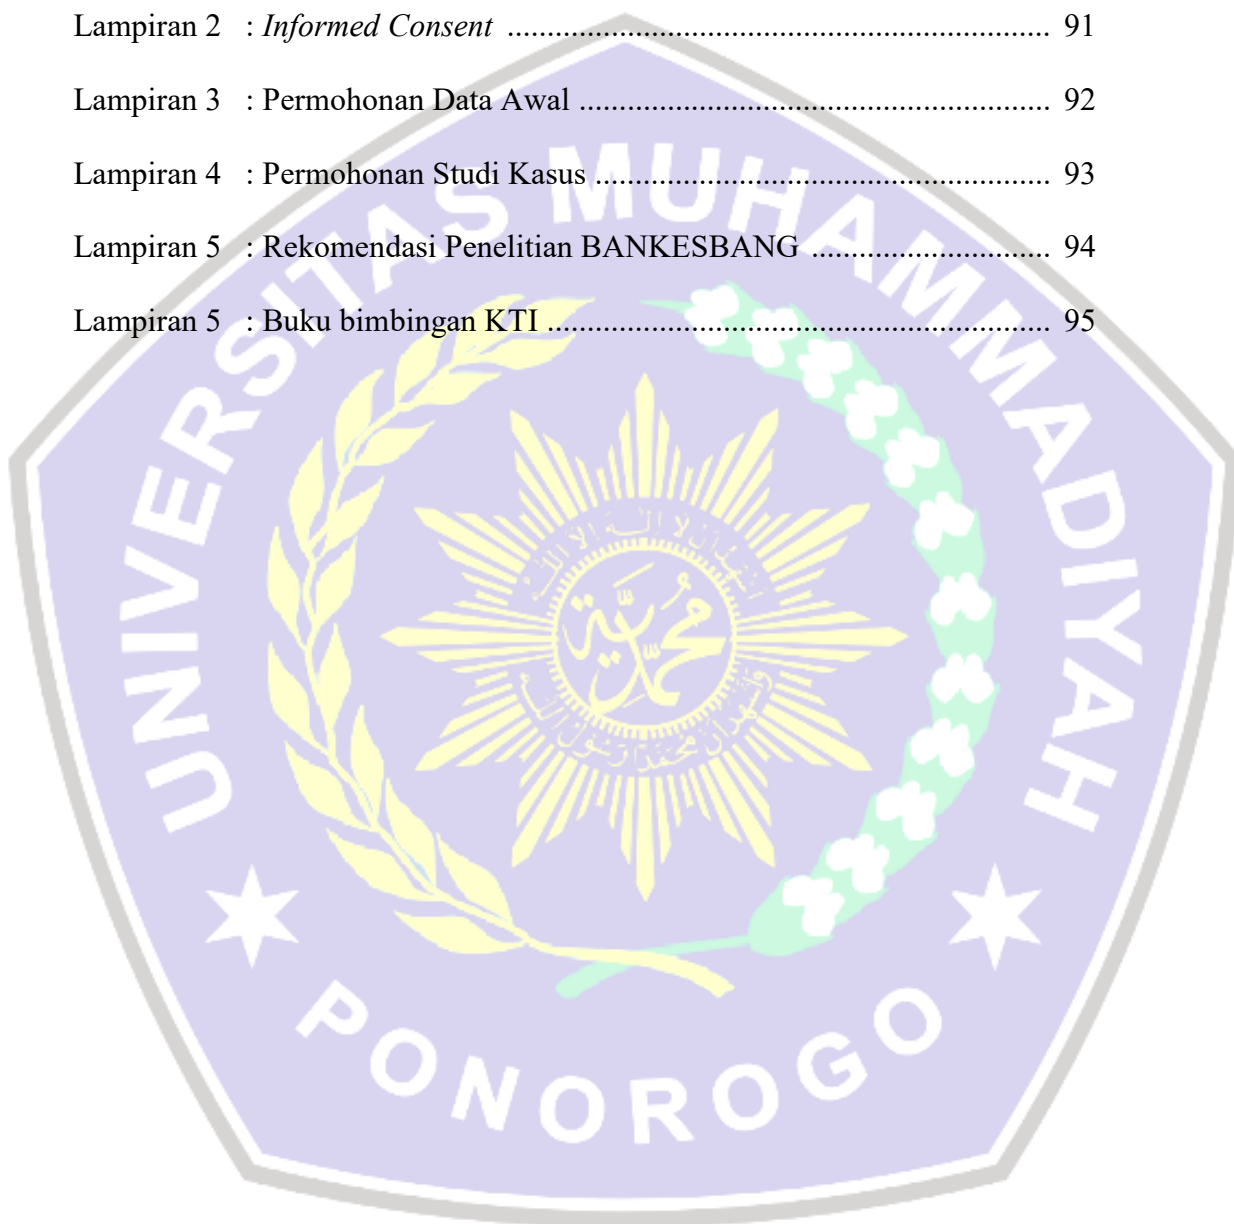 Lampiran 2 : Informed Consent .................................................................... 91
Lampiran 3 : Permohonan Data Awal ........................................................... 92
Lampiran 4 : Permohonan Studi Kasus ......................................................... 93
Lampiran 5 : Rekomendasi Penelitian BANKESBANG .............................. 94
Lampiran 5 : Buku bimbingan KTI ............................................................... 95
UNIVERSITAS MUHAMMADIYAH
محمدية
PONOROGO